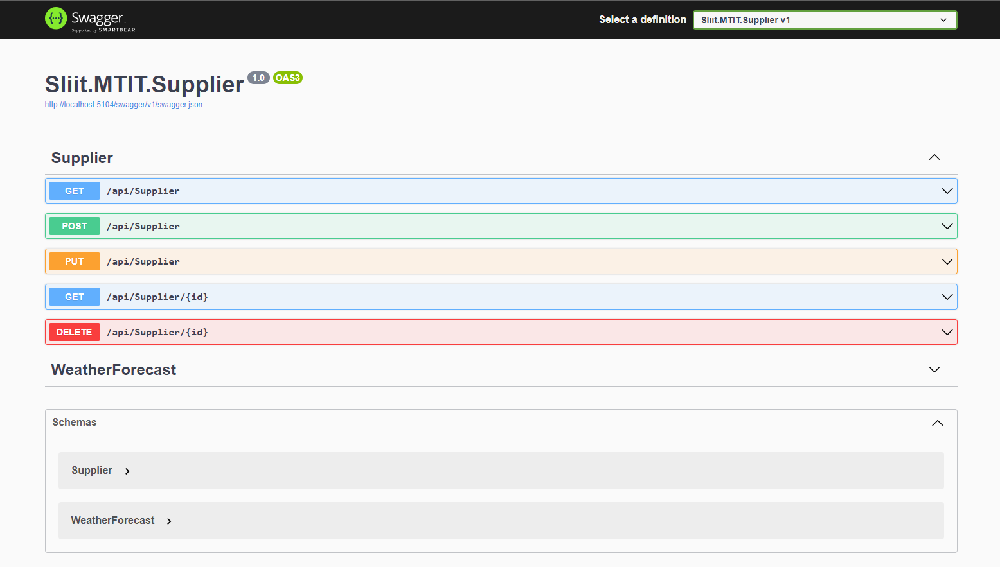 Swagger.
Supported by SMARTBEAR
Select a definition
Sliit.MTIT.Supplier v1
Sliit.MTIT.Supplier 1.0 OAS3
http://localhost:5104/swagger/v1/swagger.json
Supplier
GET /api/Supplier
POST /api/Supplier
PUT /api/Supplier
GET /api/Supplier/{id}
DELETE /api/Supplier/{id}
WeatherForecast
Schemas
Supplier
WeatherForecast